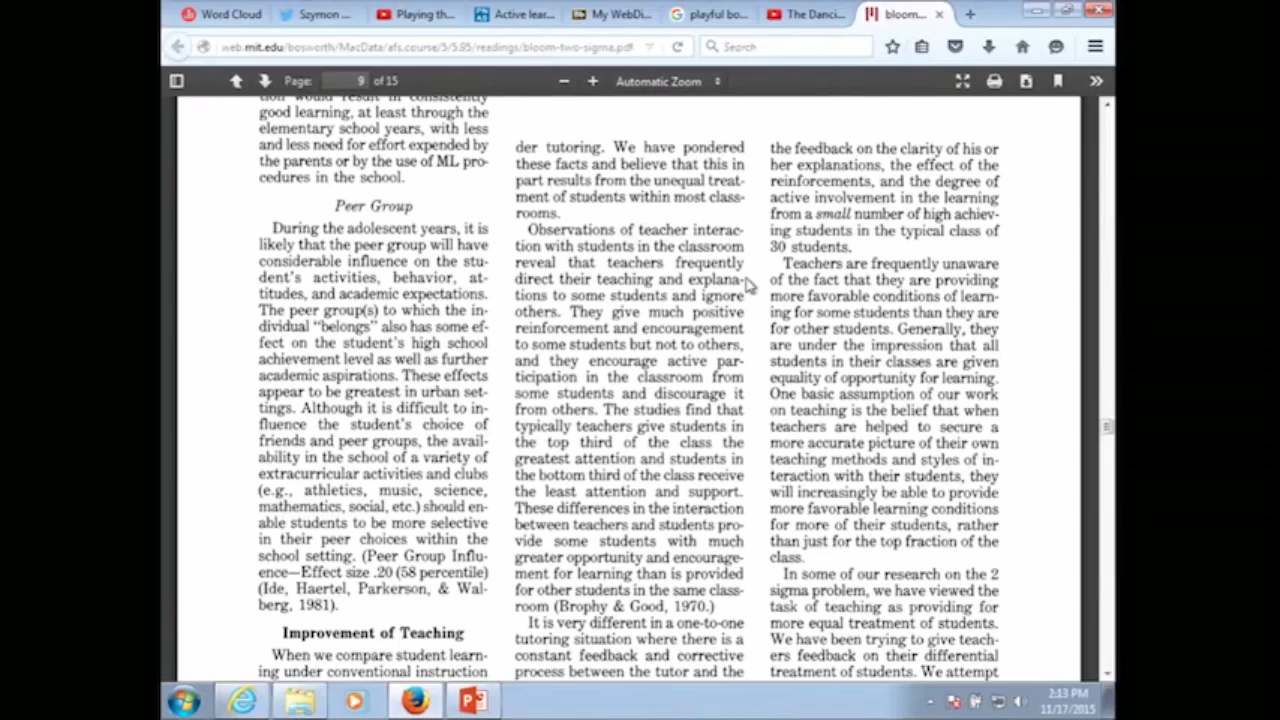 Word Cloud
Szymon ...
Playing th...
Active lear...
My WebDi...
playful bo...
The Danci...
bloom...
web.mit.edu/bosworth/MacData/afs.course/5/5.95/readings/bloom-two-sigma.pdf
Search
Page:
9
of 15
Automatic Zoom
tion would result in consistently
good learning, at least through the
elementary school years, with less
and less need for effort expended by
the parents or by the use of ML pro-
cedures in the school.
Peer Group
During the adolescent years, it is
likely that the peer group will have
considerable influence on the stu-
dent's activities, behavior, at-
titudes, and academic expectations.
The peer group(s) to which the in-
dividual "belongs" also has some ef-
fect on the student's high school
achievement level as well as further
academic aspirations. These effects
appear to be greatest in urban set-
tings. Although it is difficult to in-
fluence the student's choice of
friends and peer groups, the avail-
ability in the school of a variety of
extracurricular activities and clubs
(e.g., athletics, music, science,
mathematics, social, etc.) should en-
able students to be more selective
in their peer choices within the
school setting. (Peer Group Influ-
ence—Effect size .20 (58 percentile)
(Ide, Haertel, Parkerson, & Wal-
berg, 1981).
Improvement of Teaching
When we compare student learn-
ing under conventional instruction
der tutoring. We have pondered
these facts and believe that this in
part results from the unequal treat-
ment of students within most class-
rooms.
Observations of teacher interac-
tion with students in the classroom
reveal that teachers frequently
direct their teaching and explana-
tions to some students and ignore
others. They give much positive
reinforcement and encouragement
to some students but not to others,
and they encourage active par-
ticipation in the classroom from
some students and discourage it
from others. The studies find that
typically teachers give students in
the top third of the class the
greatest attention and students in
the bottom third of the class receive
the least attention and support.
These differences in the interaction
between teachers and students pro-
vide some students with much
greater opportunity and encourage-
ment for learning than is provided
for other students in the same class-
room (Brophy & Good, 1970.)
It is very different in a one-to-one
tutoring situation where there is a
constant feedback and corrective
process between the tutor and the
the feedback on the clarity of his or
her explanations, the effect of the
reinforcements, and the degree of
active involvement in the learning
from a small number of high achiev-
ing students in the typical class of
30 students.
Teachers are frequently unaware
of the fact that they are providing
more favorable conditions of learn-
ing for some students than they are
for other students. Generally, they
are under the impression that all
students in their classes are given
equality of opportunity for learning.
One basic assumption of our work
on teaching is the belief that when
teachers are helped to secure a
more accurate picture of their own
teaching methods and styles of in-
teraction with their students, they
will increasingly be able to provide
more favorable learning conditions
for more of their students, rather
than just for the top fraction of the
class.
In some of our research on the 2
sigma problem, we have viewed the
task of teaching as providing for
more equal treatment of students.
We have been trying to give teach-
ers feedback on their differential
treatment of students. We attempt
2:13 PM
11/17/2015